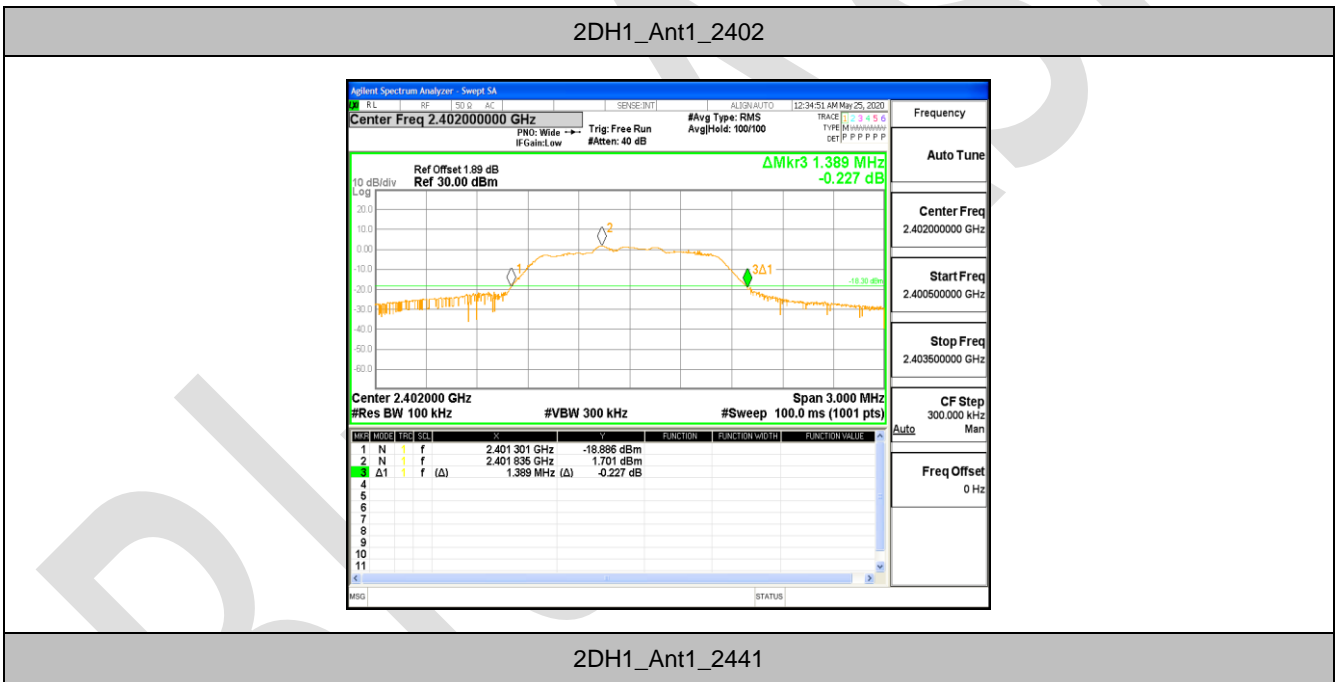 2DH1_Ant1_2402
Agilent Spectrum Analyzer - Swept SA
RL RF 50 Ω AC SENSE:INT ALIGNAUTO 12:34:51 AM May 25, 2020
Center Freq 2.402000000 GHz
PNO: Wide
IFGain:Low
Trig: Free Run
#Atten: 40 dB
#Avg Type: RMS
Avg|Hold: 100/100
TRACE 1 2 3 4 5 6
TYPE M
DET P P P P P P
ΔMkr3 1.389 MHz
-0.227 dB
Ref Offset 1.89 dB
10 dB/div Ref 30.00 dBm
Log
20.0
10.0
0.00
-10.0
-20.0
-30.0
-40.0
-50.0
-60.0
1
2
3Δ1
-18.30 dBm
Center 2.402000 GHz Span 3.000 MHz
#Res BW 100 kHz #VBW 300 kHz #Sweep 100.0 ms (1001 pts)
MKR MODE TRC SCL X Y FUNCTION FUNCTION WIDTH FUNCTION VALUE
1 N 1 f 2.401 301 GHz -18.886 dBm
2 N 1 f 2.401 835 GHz 1.701 dBm
3 Δ1 1 f (Δ) 1.389 MHz (Δ) -0.227 dB
4
5
6
7
8
9
10
11
MSG STATUS
Frequency
Auto Tune
Center Freq
2.402000000 GHz
Start Freq
2.400500000 GHz
Stop Freq
2.403500000 GHz
CF Step
300.000 kHz
Auto Man
Freq Offset
0 Hz
2DH1_Ant1_2441